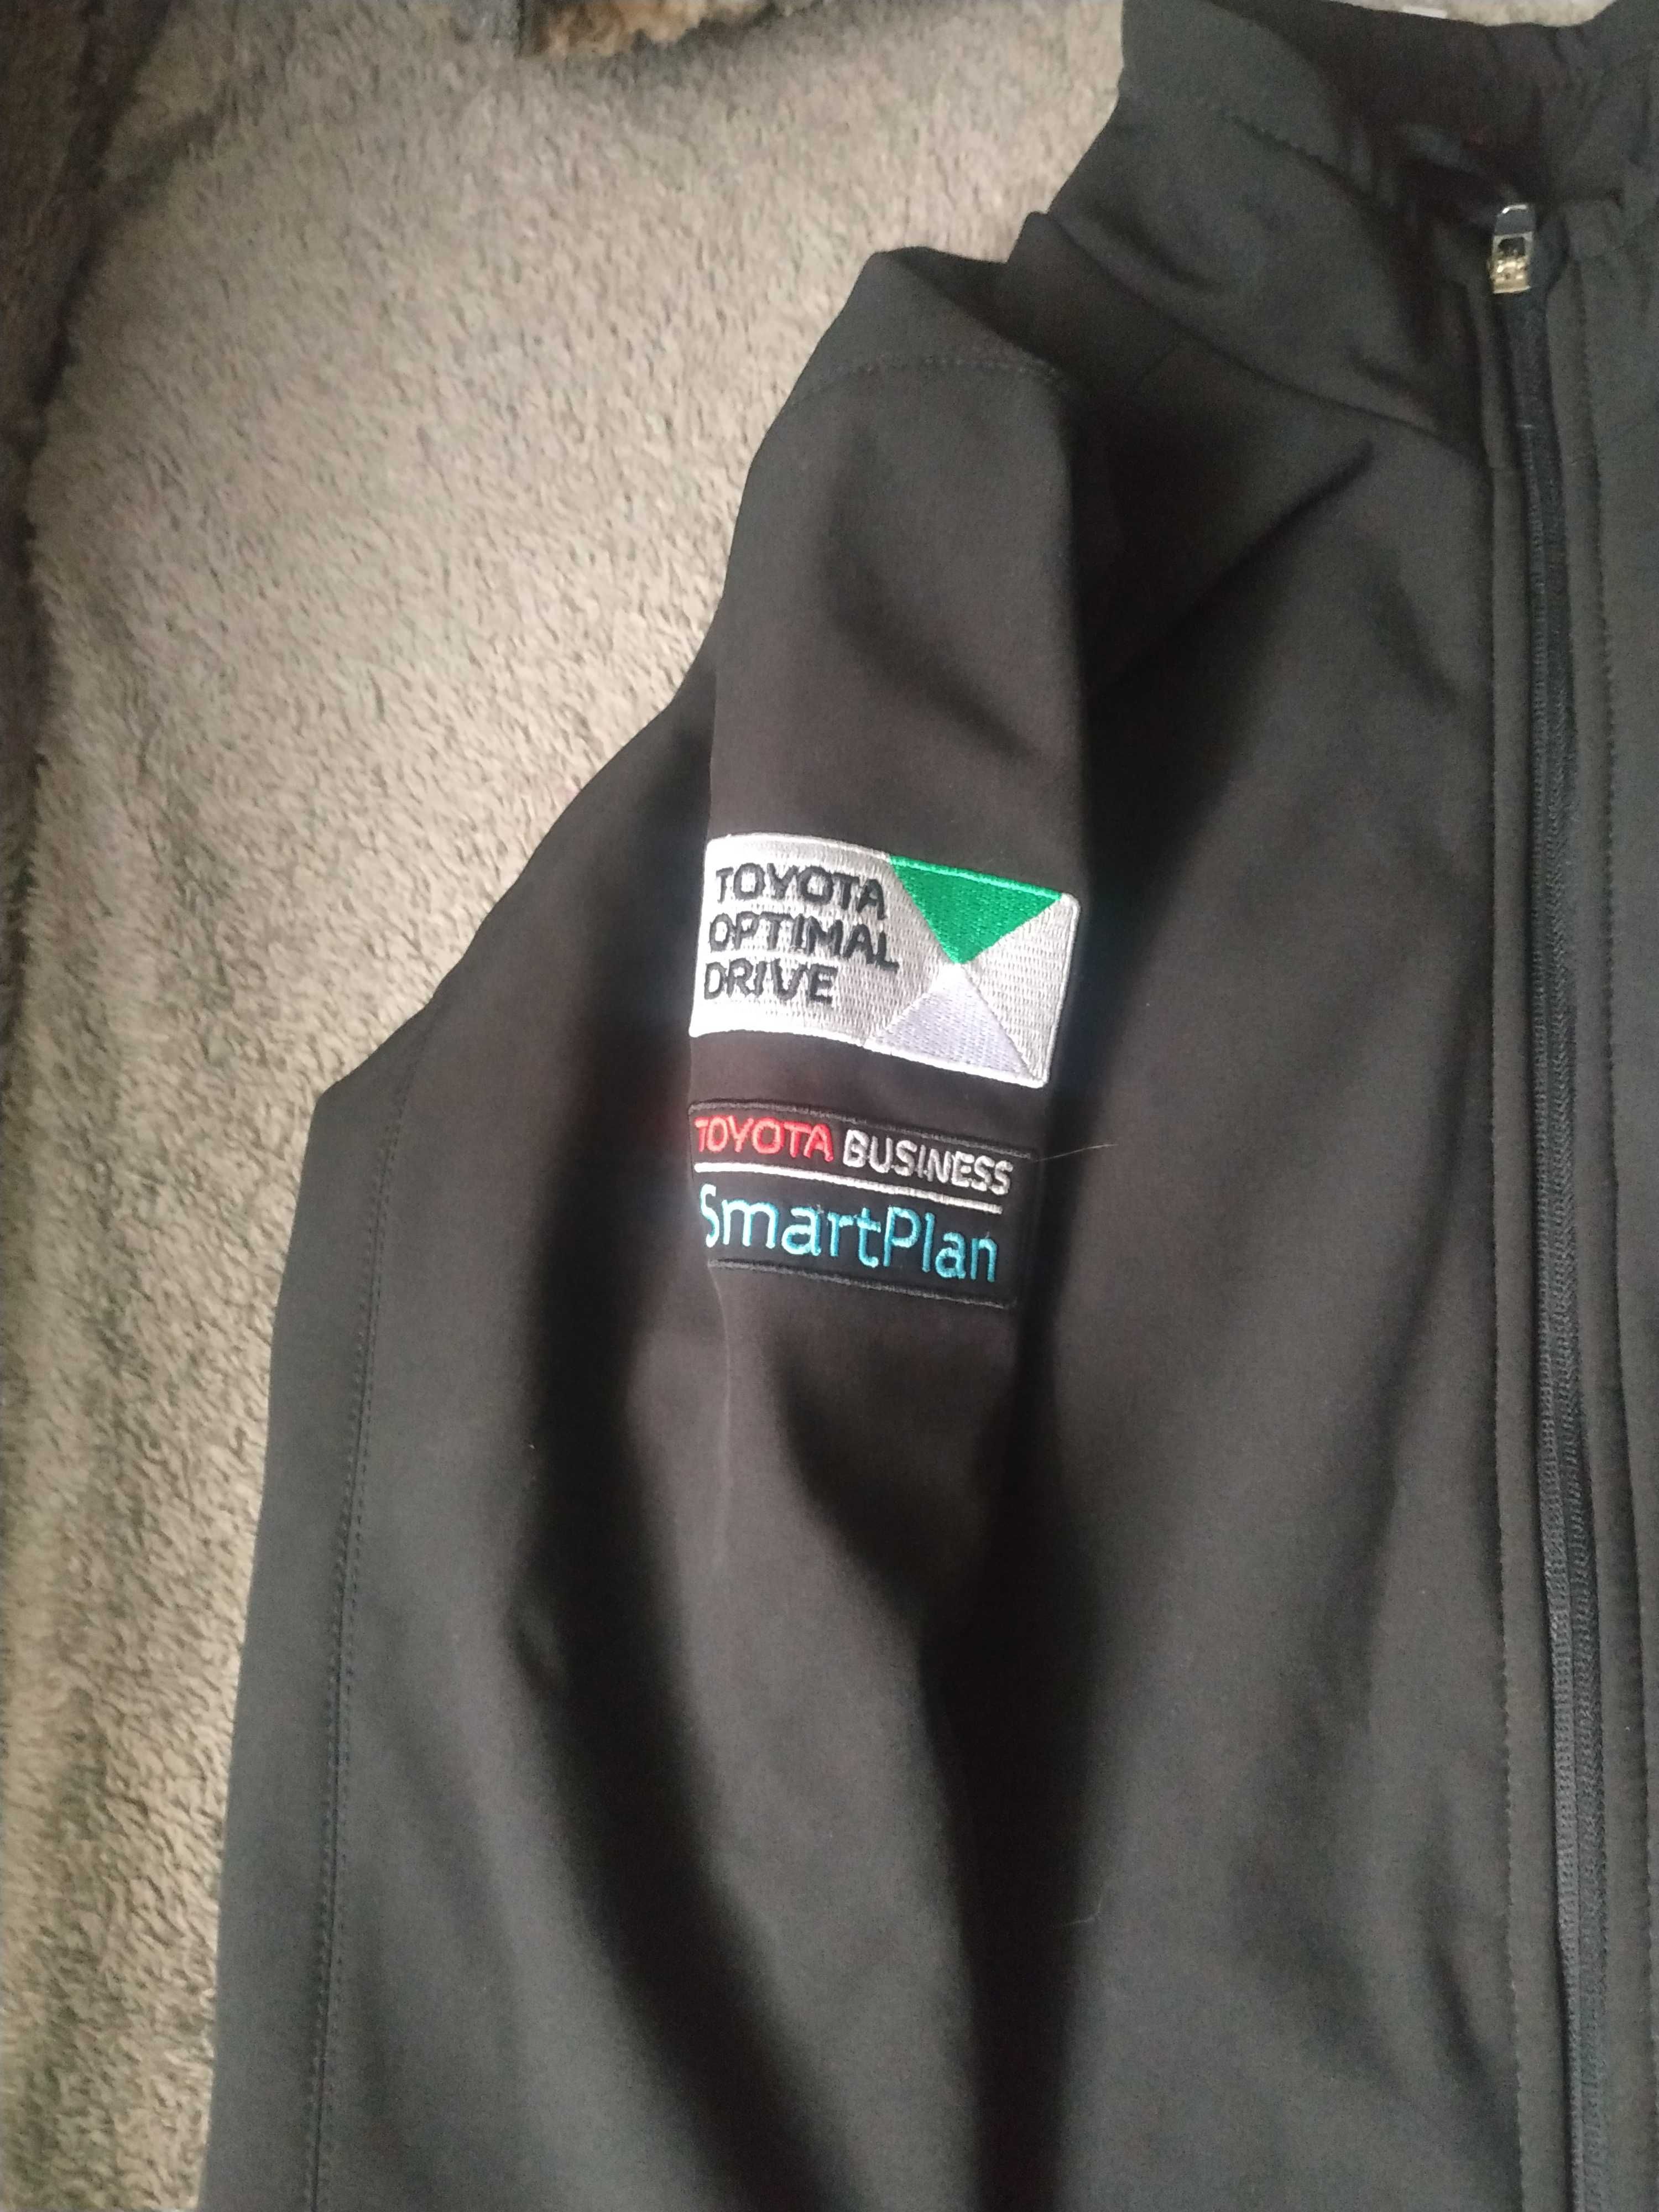 TOYOTA
OPTIMAL
DRIVE
TOYOTA BUSINESS
SmartPlan